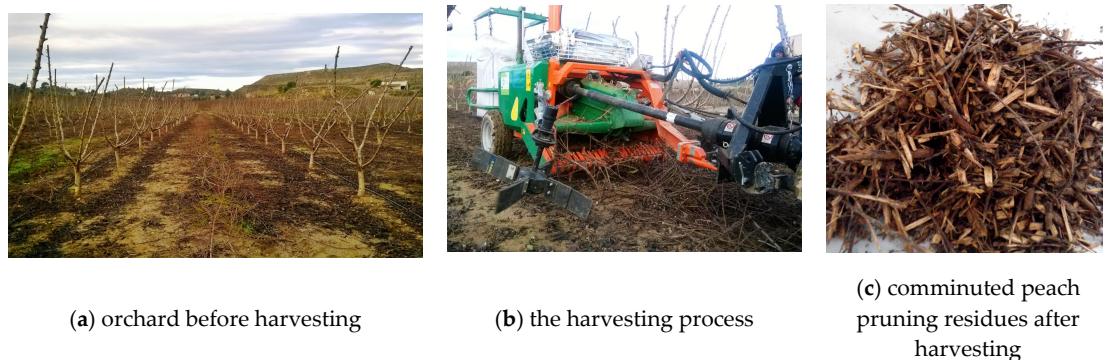 (a) orchard before harvesting
(b) the harvesting process
(c) comminuted peach
pruning residues after
harvesting